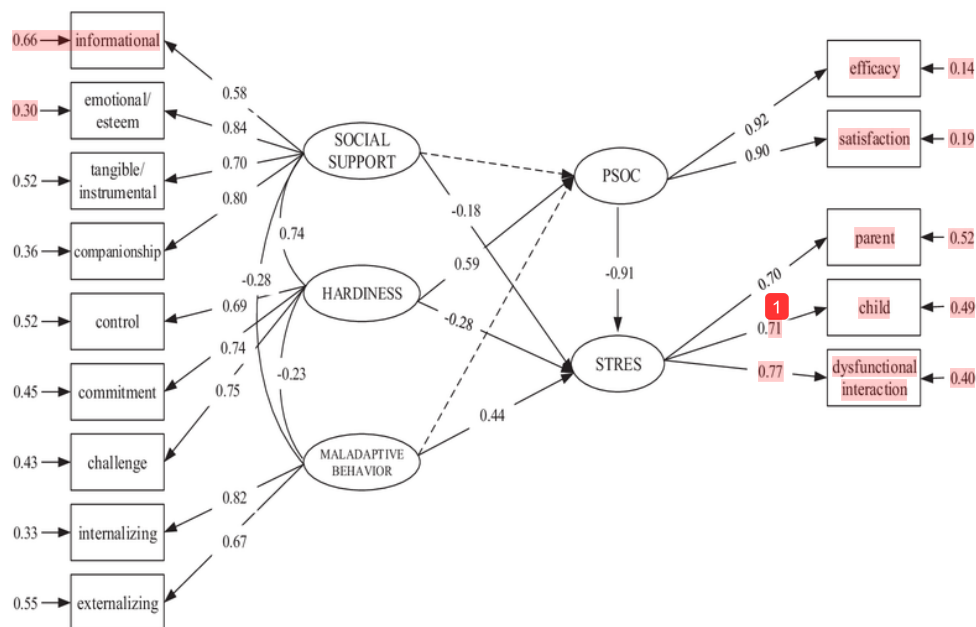 0.66
informational
0.58
0.30
emotional/
esteem
0.84
0.52
tangible/
instrumental
0.70
0.36
companionship
0.80
0.52
control
0.69
0.45
commitment
0.74
0.43
challenge
0.75
0.33
internalizing
0.82
0.55
externalizing
0.67
SOCIAL
SUPPORT
0.74
-0.28
HARDINESS
-0.23
MALADAPTIVE
BEHAVIOR
-0.18
0.59
-0.28
0.44
PSOC
-0.91
STRES
0.92
efficacy
0.14
0.90
satisfaction
0.19
0.70
parent
0.52
1
0.71
child
0.49
0.77
dysfunctional
interaction
0.40